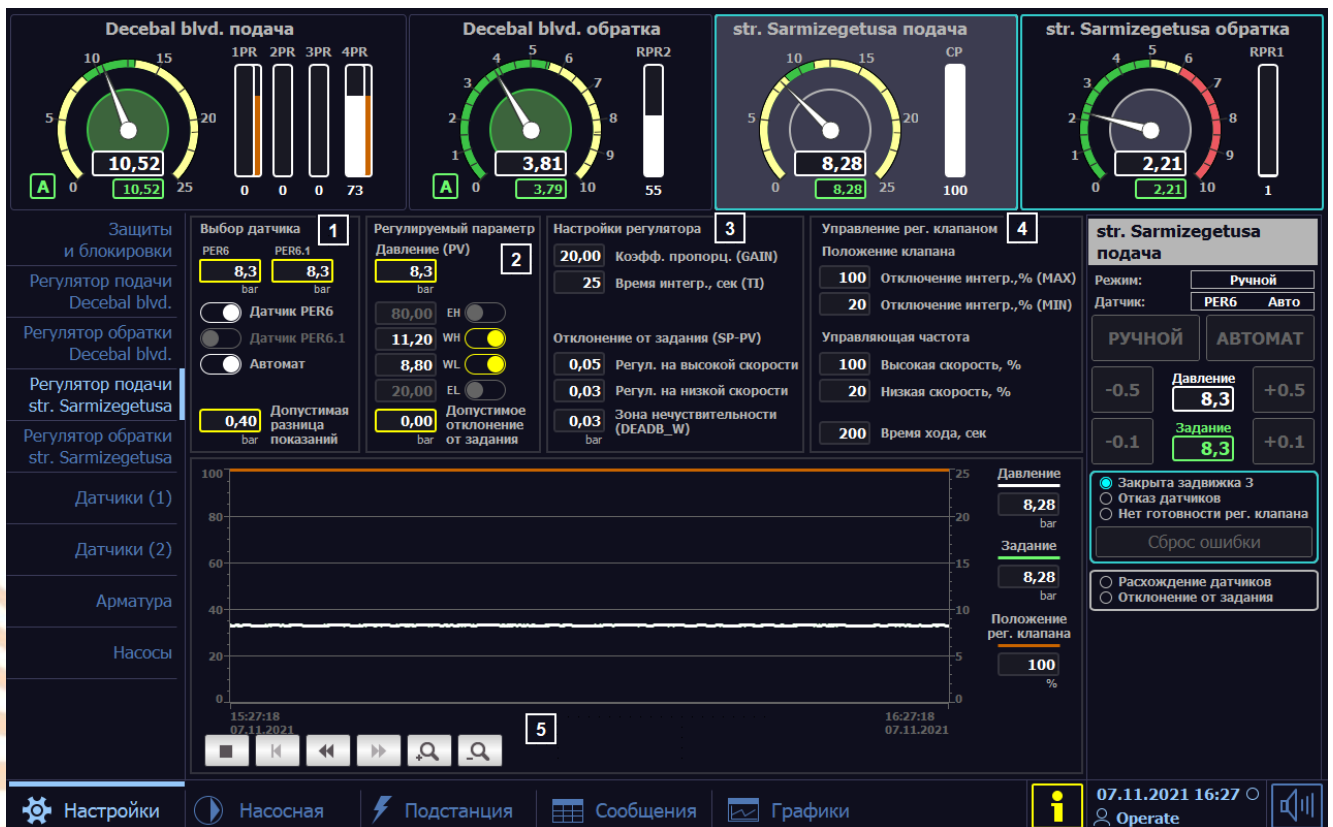 Decebal blvd. подача
1PR 2PR 3PR 4PR
5
10
15
20
0
25
10,52
A
10,52
0
0
0
73
Decebal blvd. обратка
RPR2
1
2
3
4
5
6
7
8
9
0
10
3,81
A
3,79
55
str. Sarmizegetusa подача
CP
5
10
15
20
0
25
8,28
8,28
100
str. Sarmizegetusa обратка
RPR1
1
2
3
4
5
6
7
8
9
0
10
2,21
2,21
1
Защиты
и блокировки
Регулятор подачи
Decebal blvd.
Регулятор обратки
Decebal blvd.
Регулятор подачи
str. Sarmizegetusa
Регулятор обратки
str. Sarmizegetusa
Датчики (1)
Датчики (2)
Арматура
Насосы
Выбор датчика
1
PER6
PER6.1
8,3
8,3
bar
bar
Датчик PER6
Датчик PER6.1
Автомат
0,40
bar
Допустимая
разница
показаний
Регулируемый параметр
Давление (PV)
2
8,3
bar
80,00 EH
11,20 WH
8,80 WL
20,00 EL
0,00
bar
Допустимое
отклонение
от задания
Настройки регулятора
3
20,00 Коэфф. пропорц. (GAIN)
25 Время интегр., сек (TI)
Отклонение от задания (SP-PV)
0,05 Регул. на высокой скорости
0,03 Регул. на низкой скорости
0,03
bar
Зона нечуствительности
(DEADB_W)
Управление рег. клапаном
4
Положение клапана
100 Отключение интегр.,% (MAX)
20 Отключение интегр.,% (MIN)
Управляющая частота
100 Высокая скорость, %
20 Низкая скорость, %
200 Время хода, сек
100
80
60
40
20
0
25
20
15
10
5
0
15:27:18
07.11.2021
16:27:18
07.11.2021
5
Давление
8,28
bar
Задание
8,28
bar
Положение
рег. клапана
100
%
str. Sarmizegetusa
подача
Режим: Ручной
Датчик: PER6 Авто
РУЧНОЙ
АВТОМАТ
-0.5
Давление
8,3
+0.5
-0.1
Задание
8,3
+0.1
Закрыта задвижка 3
Отказ датчиков
Нет готовности рег. клапана
Сброс ошибки
Расхождение датчиков
Отклонение от задания
Настройки
Насосная
Подстанция
Сообщения
Графики
i
07.11.2021 16:27
Operate